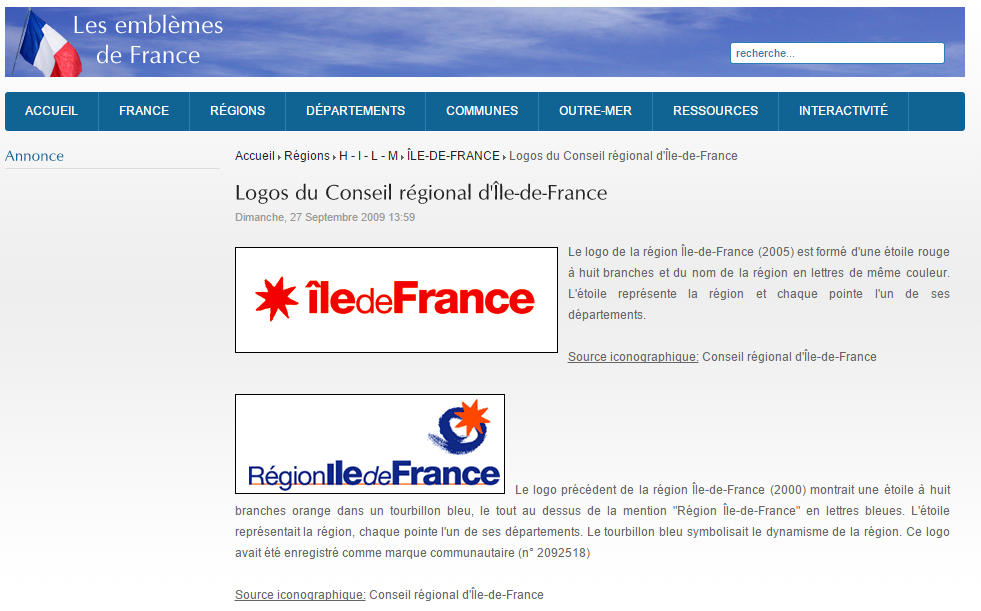 Les emblèmes
de France
recherche...
ACCUEIL FRANCE RÉGIONS DÉPARTEMENTS COMMUNES OUTRE-MER RESSOURCES INTERACTIVITÉ
Annonce
Accueil Régions H - I - L - M ÎLE-DE-FRANCE Logos du Conseil régional d'Île-de-France
Logos du Conseil régional d'Île-de-France
Dimanche, 27 Septembre 2009 13:59
îledeFrance
Le logo de la région Île-de-France (2005) est formé d'une étoile rouge
à huit branches et du nom de la région en lettres de même couleur.
L'étoile représente la région et chaque pointe l'un de ses
départements.
Source iconographique: Conseil régional d'Île-de-France
RégionIledeFrance
Le logo précédent de la région Île-de-France (2000) montrait une étoile à huit
branches orange dans un tourbillon bleu, le tout au dessus de la mention "Région Île-de-France" en lettres bleues. L'étoile
représentait la région, chaque pointe l'un de ses départements. Le tourbillon bleu symbolisait le dynamisme de la région. Ce logo
avait été enregistré comme marque communautaire (n° 2092518)
Source iconographique: Conseil régional d'Île-de-France